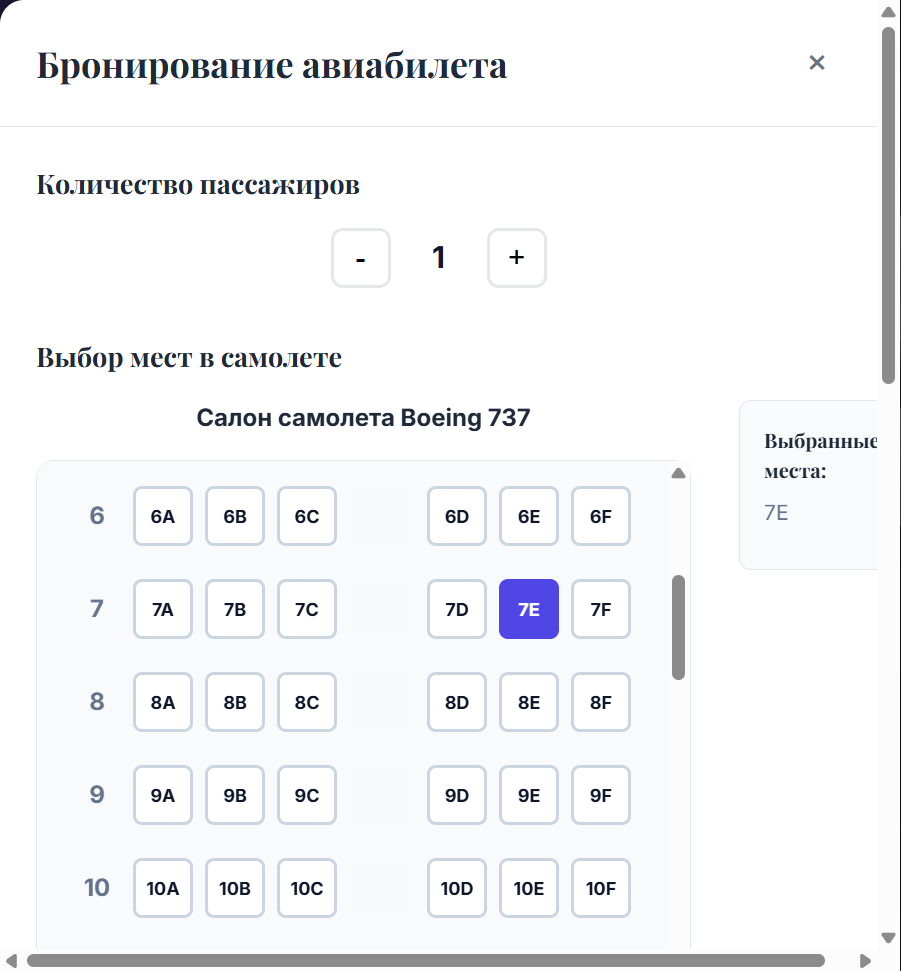 Бронирование авиабилета
×
Количество пассажиров
- 1 +
Выбор мест в самолете
Салон самолета Boeing 737
Выбранные
места:
7E
6 6A 6B 6C 6D 6E 6F
7 7A 7B 7C 7D 7E 7F
8 8A 8B 8C 8D 8E 8F
9 9A 9B 9C 9D 9E 9F
10 10A 10B 10C 10D 10E 10F